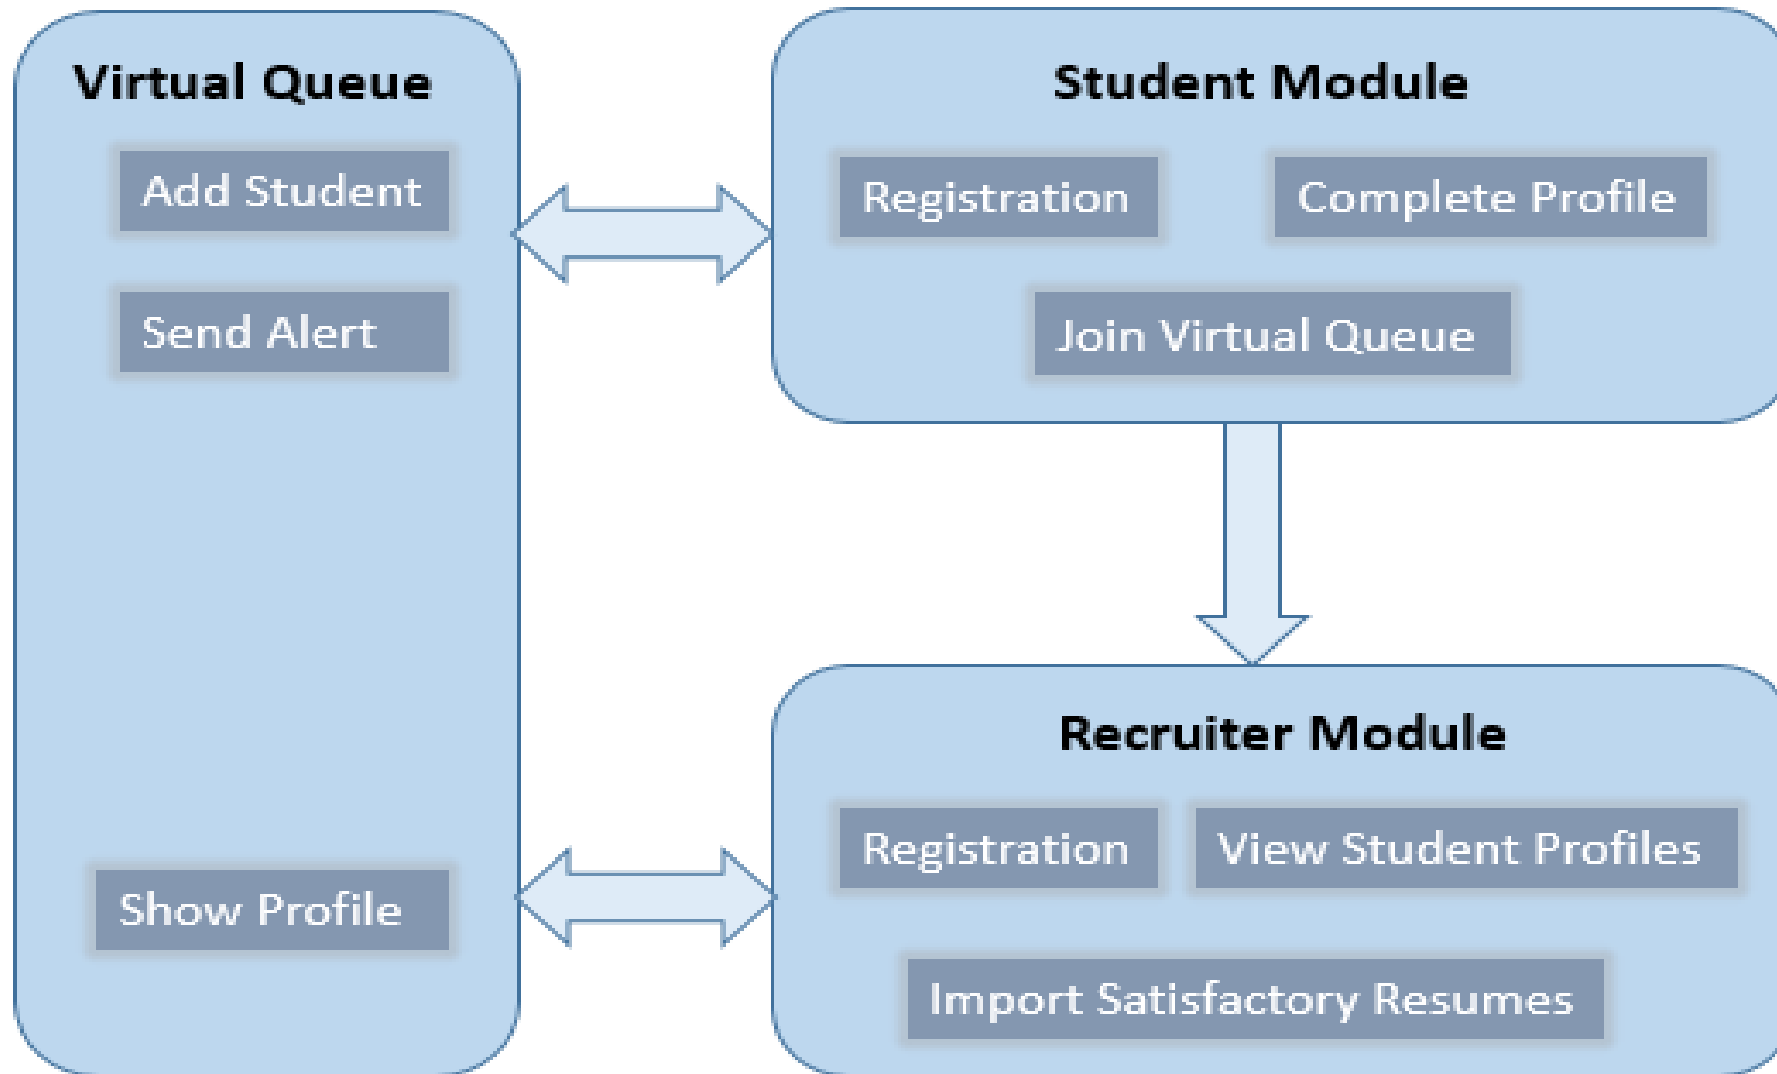 Virtual Queue
Add Student
Send Alert
Show Profile
Student Module
Registration
Complete Profile
Join Virtual Queue
Recruiter Module
Registration
View Student Profiles
Import Satisfactory Resumes